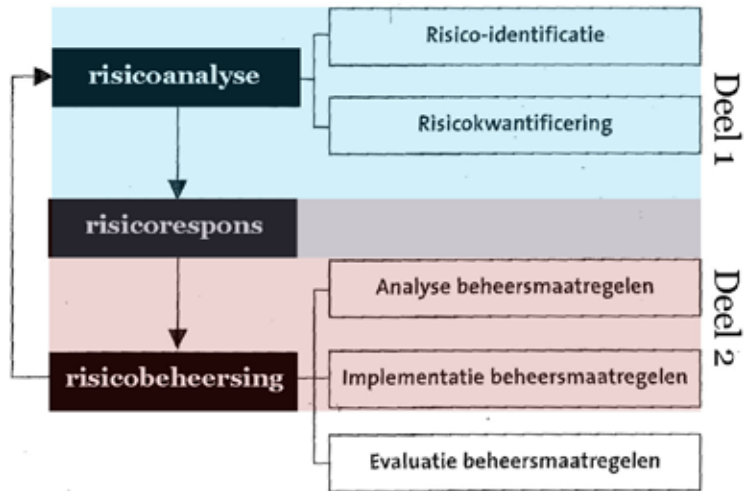 Risico-identificatie
risicoanalyse
Risicokwantificering
Deel 1
risicorespons
Analyse beheersmaatregelen
Deel 2
risicobeheersing
Implementatie beheersmaatregelen
Evaluatie beheersmaatregelen